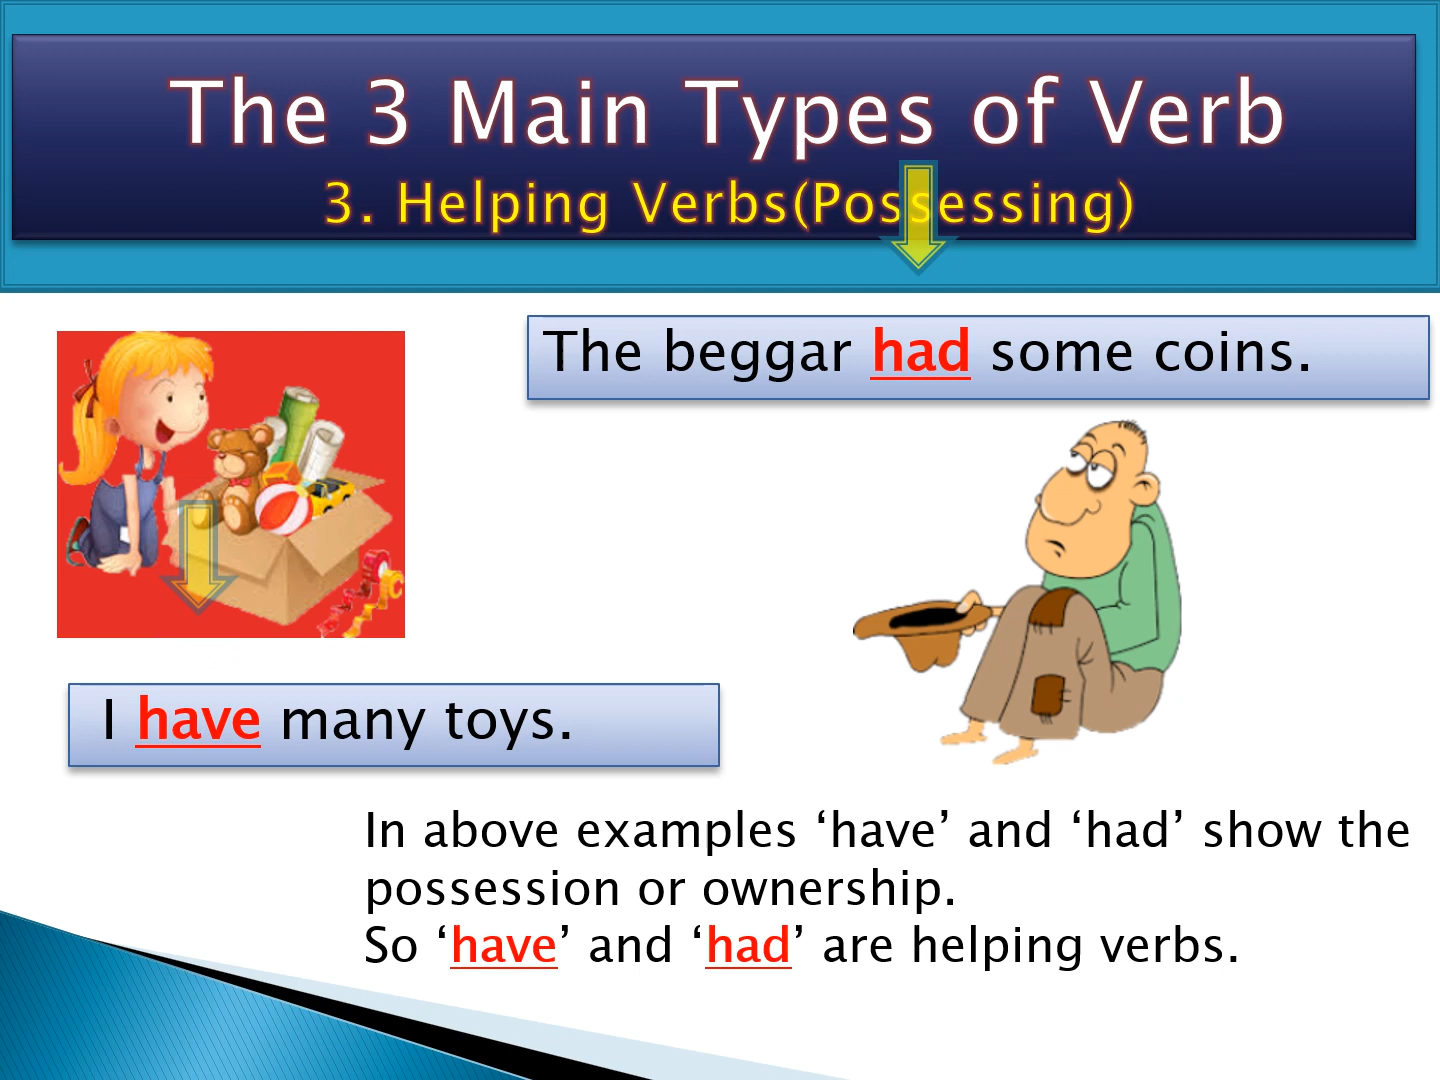 The 3 Main Types of Verb
3. Helping Verbs(Possessing)
The beggar had some coins.
I have many toys.
In above examples ‘have’ and ‘had’ show the
possession or ownership.
So ‘have’ and ‘had’ are helping verbs.